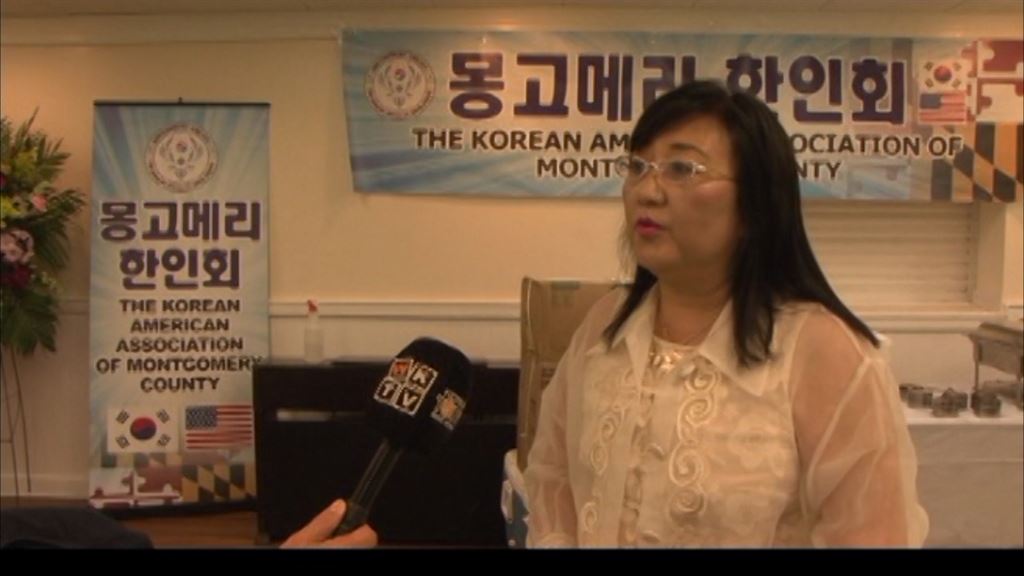 몽고메리 한인회
THE KOREAN AM OCIATION OF
MONT NTY
몽고메리
한인회
THE KOREAN
AMERICAN
ASSOCIATION
OF MONTGOMERY
COUNTY
TV